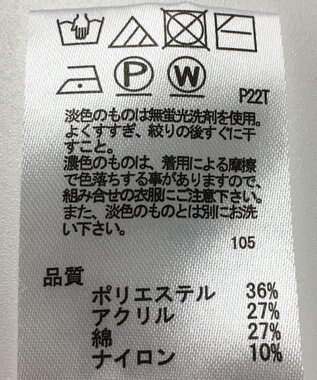 P W P22T
淡色のものは無蛍光洗剤を使用。
よくすすぎ、絞りの後すぐに干
すこと。
濃色のものは、着用による摩擦
で色落ちする事がありますので、
組み合せの衣服にご注意下さい。
また、淡色のものとは別にお洗
い下さい。
105
品質
ポリエステル 36%
アクリル 27%
綿 27%
ナイロン 10%